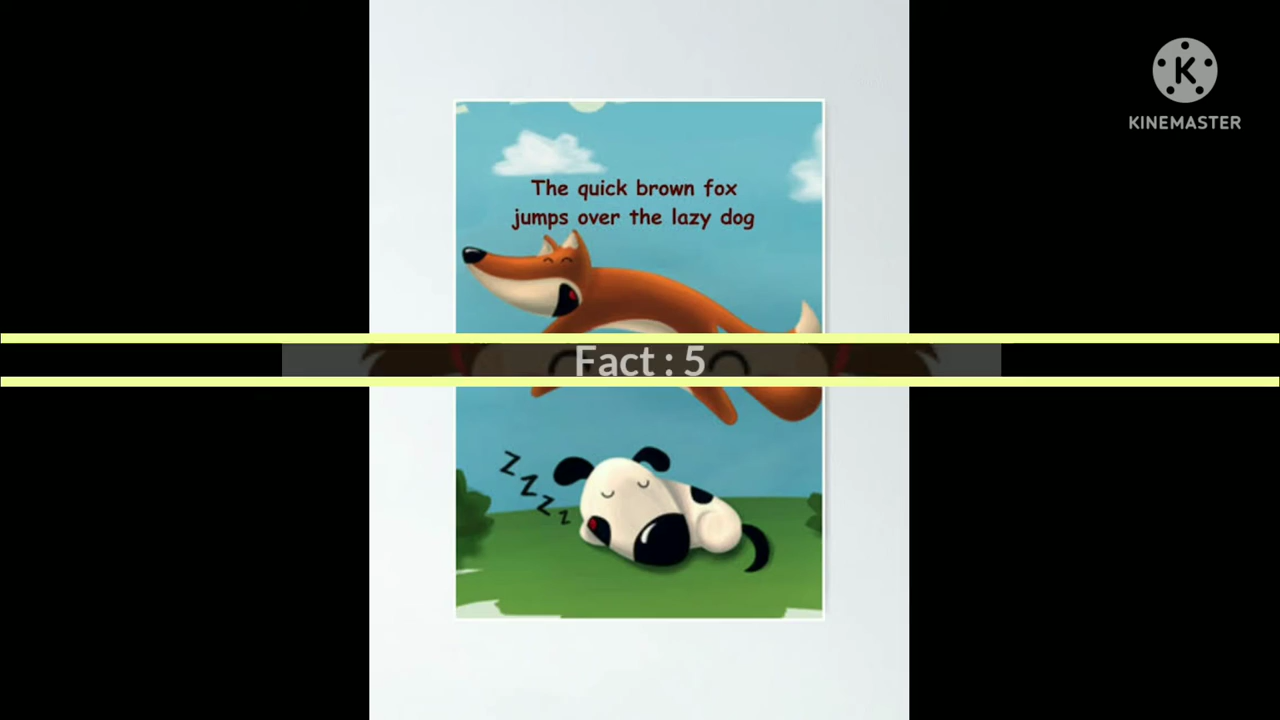 KINEMASTER
The quick brown fox
jumps over the lazy dog
Fact : 5
z
z
z
z